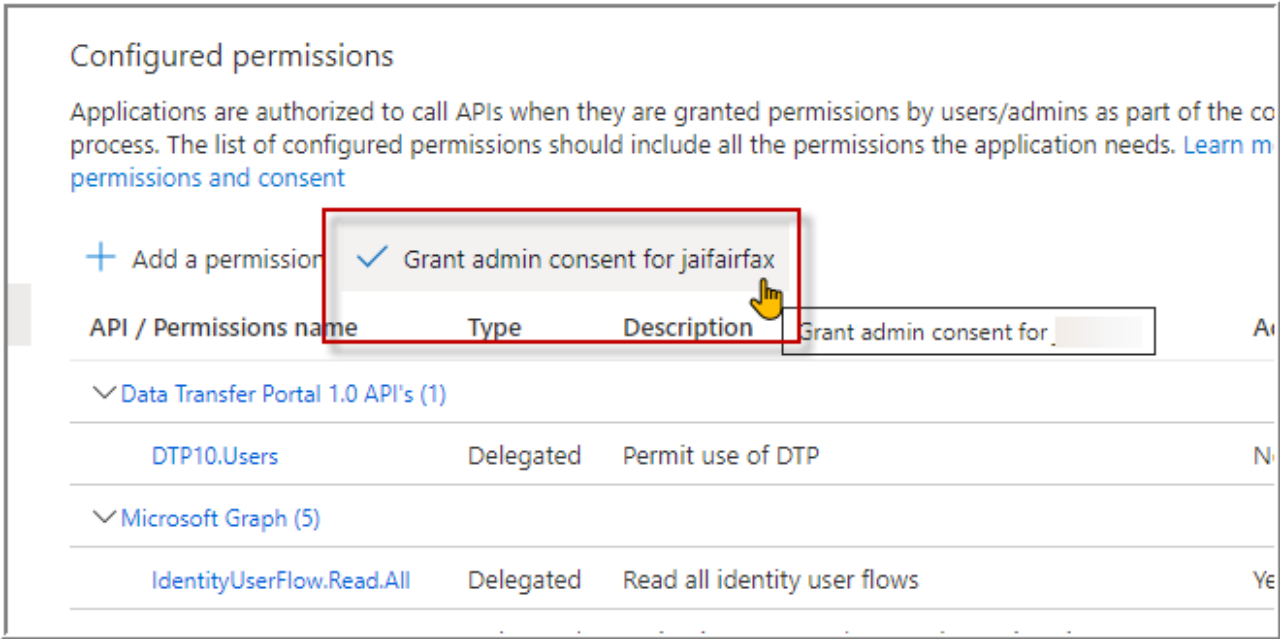 Configured permissions
Applications are authorized to call APIs when they are granted permissions by users/admins as part of the co
process. The list of configured permissions should include all the permissions the application needs. Learn m
permissions and consent
Add a permission Grant admin consent for jaifairfax
API / Permissions name Type Description
Grant admin consent for
Data Transfer Portal 1.0 API's (1)
DTP10.Users Delegated Permit use of DTP
Microsoft Graph (5)
IdentityUserFlow.Read.All Delegated Read all identity user flows